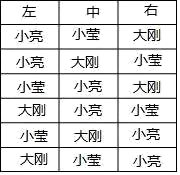 左 中 右
小亮 小莹 大刚
小亮 大刚 小莹
小莹 小亮 大刚
大刚 小亮 小莹
小莹 大刚 小亮
大刚 小莹 小亮